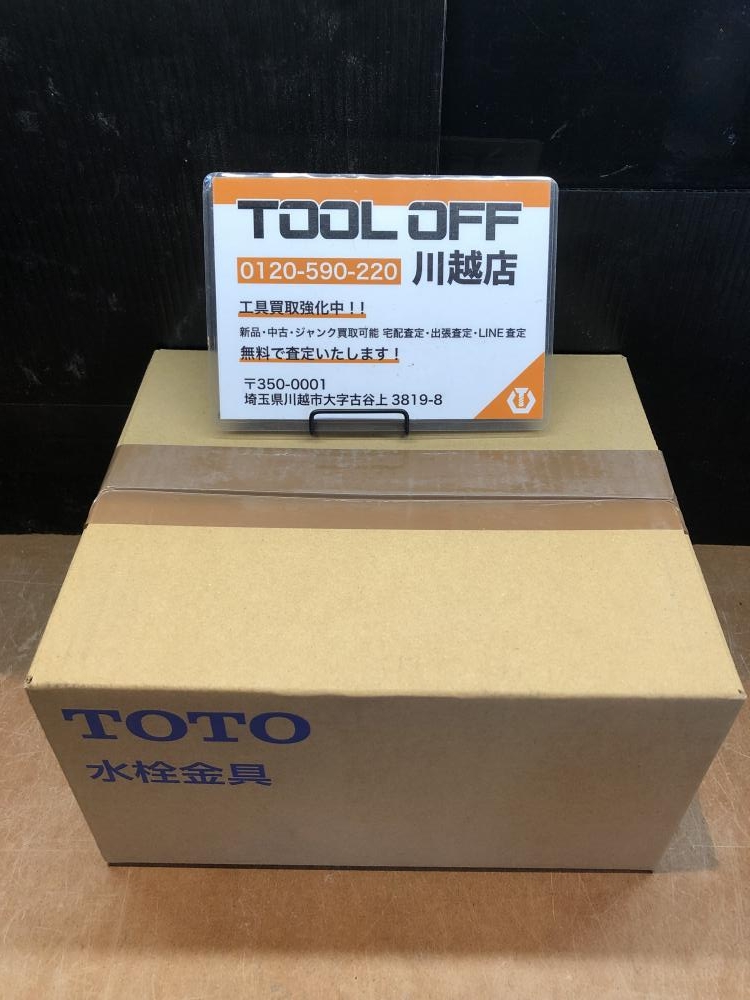 TOOL OFF
0120-590-220 川越店
工具買取強化中！！
新品・中古・ジャンク買取可能 宅配査定・出張査定・LINE査定
無料で査定いたします！
〒350-0001
埼玉県川越市大字古谷上 3819-8
TOTO
水栓金具